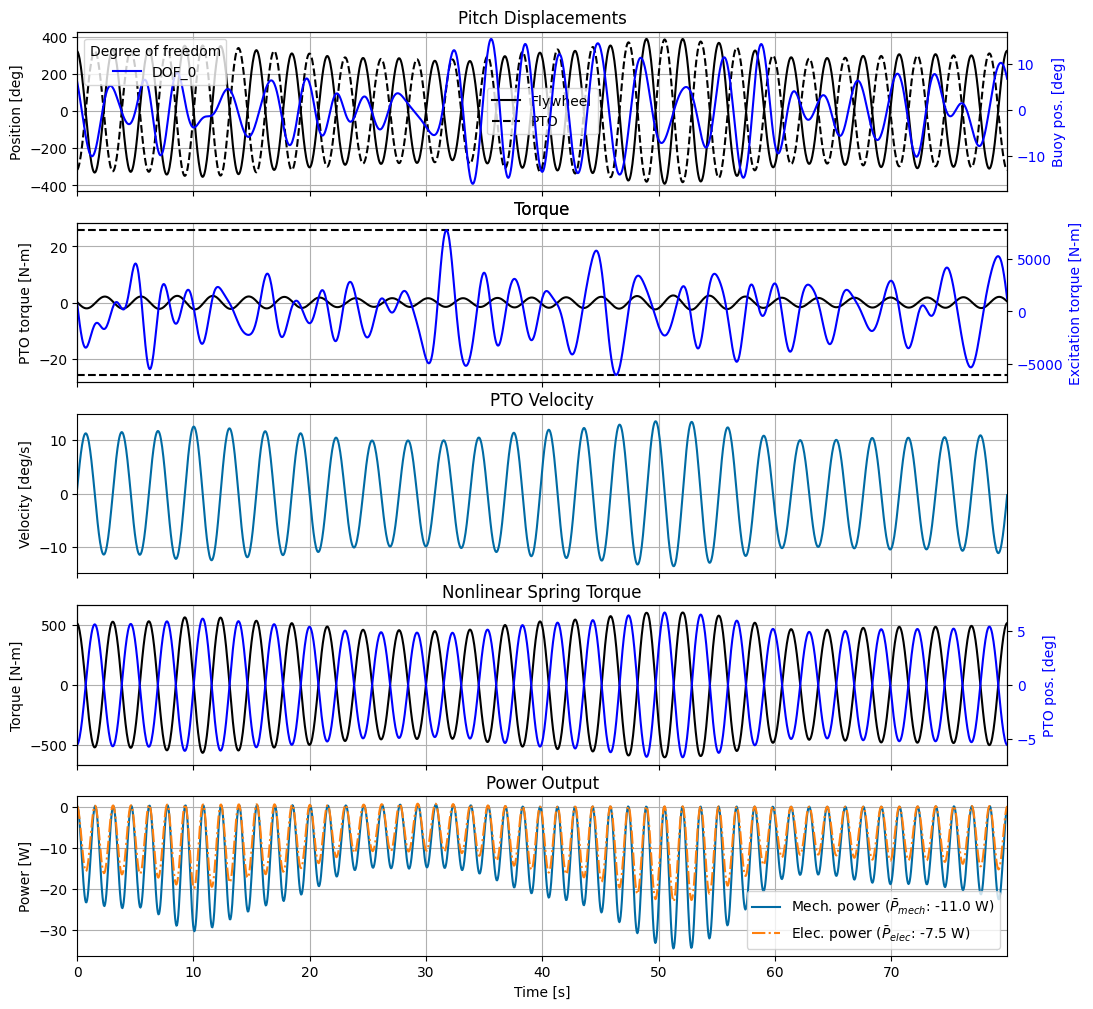 Pitch Displacements
Position [deg]
400
200
0
−200
−400
Degree of freedom
DOF_0
Flywheel
PTO
10
0
−10
Buoy pos. [deg]
Torque
PTO torque [N-m]
20
0
−20
5000
0
−5000
Excitation torque [N-m]
PTO Velocity
Velocity [deg/s]
10
0
−10
Nonlinear Spring Torque
Torque [N-m]
500
0
−500
5
0
−5
PTO pos. [deg]
Power Output
Power [W]
0
−10
−20
−30
Mech. power (P̄mech: -11.0 W)
Elec. power (P̄elec: -7.5 W)
0 10 20 30 40 50 60 70
Time [s]